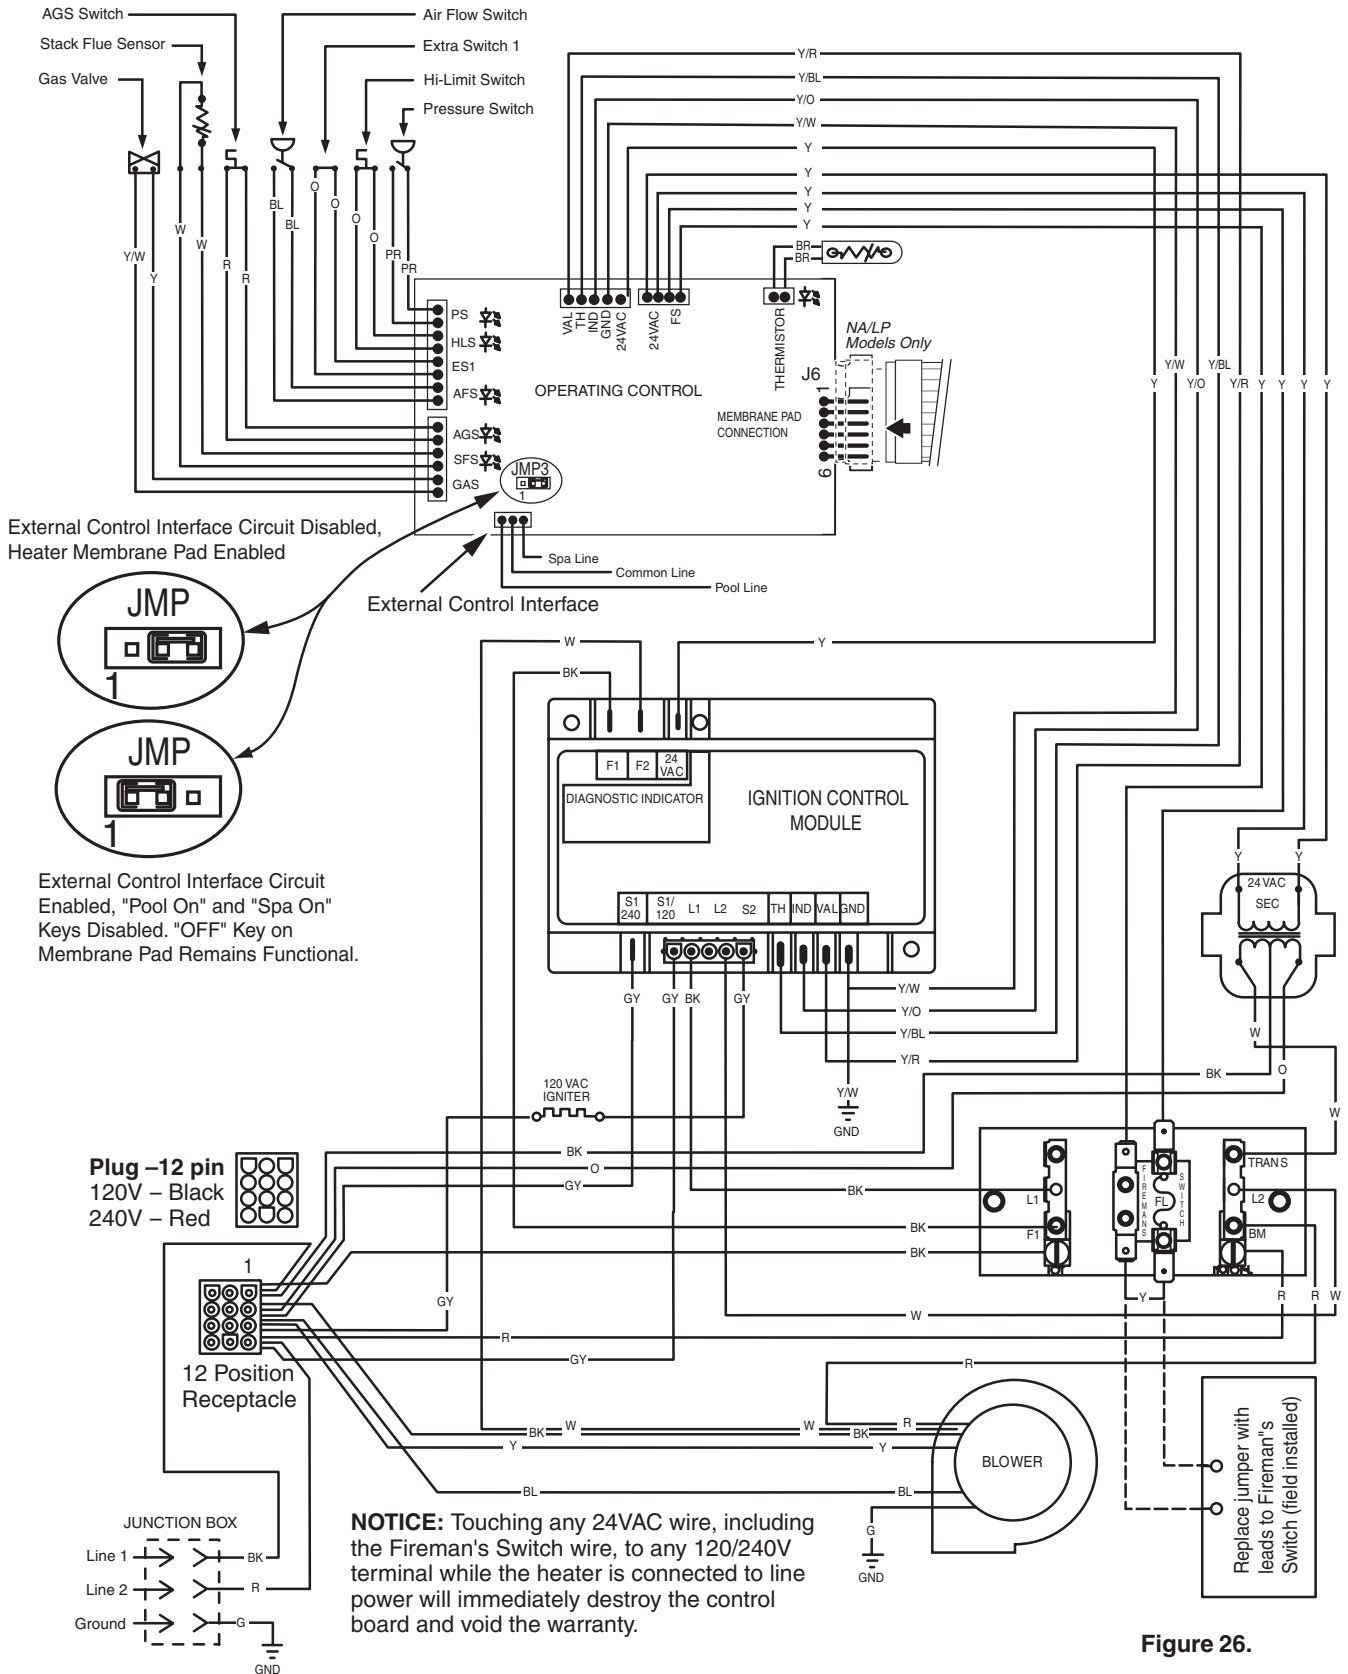 AGS Switch
Stack Flue Sensor
Gas Valve
Air Flow Switch
Extra Switch 1
Hi-Limit Switch
Pressure Switch
Y/R
Y/BL
Y/O
Y/W
Y
Y
Y
Y
Y
BR
BR
Y/W
Y
W
W
R
R
BL
BL
O
O
O
O
PR
PR
PS
HLS
ES1
AFS
AGS
SFS
GAS
VAL
TH
IND
GND
24VAC
24VAC
FS
THERMISTOR
NA/LP
Models Only
J6
1
6
OPERATING CONTROL
MEMBRANE PAD
CONNECTION
JMP3
1
Y
Y/W
Y/O
Y/BL
Y/R
Y
Y
Y
Y
External Control Interface Circuit Disabled,
Heater Membrane Pad Enabled
JMP
1
JMP
1
External Control Interface Circuit
Enabled, "Pool On" and "Spa On"
Keys Disabled. "OFF" Key on
Membrane Pad Remains Functional.
Spa Line
Common Line
Pool Line
External Control Interface
W
BK
Y
F1
F2
24
VAC
DIAGNOSTIC INDICATOR
IGNITION CONTROL
MODULE
S1
240
S1/
120
L1
L2
S2
TH
IND
VAL
GND
GY
GY
BK
GY
Y/W
Y/O
Y/BL
Y/R
Y/W
GND
Y
Y
24 VAC
SEC
W
O
BK
W
120 VAC
IGNITER
BK
O
GY
BK
BK
BK
Plug –12 pin
120V – Black
240V – Red
1
12 Position
Receptacle
GY
R
GY
W
L1
F1
FIREMANS
FL
SWITCH
TRANS
L2
BM
Y
R
R
W
R
W
BK
Y
BL
W
R
BK
Y
BL
BLOWER
G
GND
Replace jumper with
leads to Fireman"s
Switch (field installed)
JUNCTION BOX
Line 1
Line 2
Ground
BK
R
G
GND
NOTICE: Touching any 24VAC wire, including
the Fireman's Switch wire, to any 120/240V
terminal while the heater is connected to line
power will immediately destroy the control
board and void the warranty.
Figure 26.